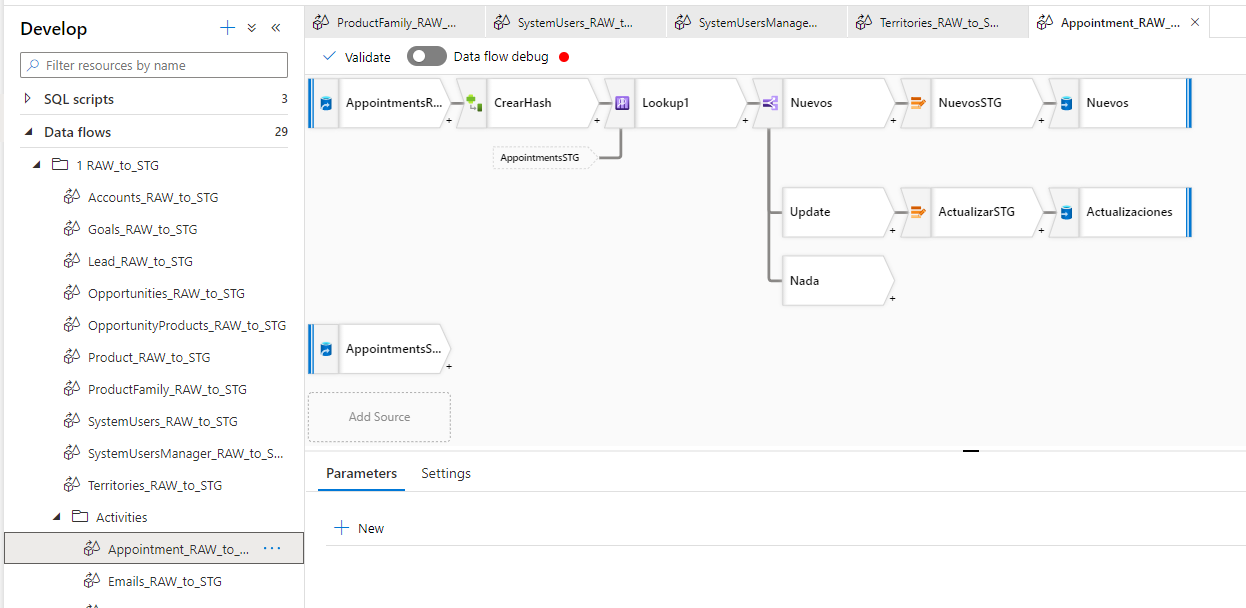 Develop
Filter resources by name
SQL scripts 3
Data flows 29
1 RAW_to_STG
Accounts_RAW_to_STG
Goals_RAW_to_STG
Lead_RAW_to_STG
Opportunities_RAW_to_STG
OpportunityProducts_RAW_to_STG
Product_RAW_to_STG
ProductFamily_RAW_to_STG
SystemUsers_RAW_to_STG
SystemUsersManager_RAW_to_S...
Territories_RAW_to_STG
Activities
Appointment_RAW_to_... ...
Emails_RAW_to_STG
ProductFamily_RAW_... SystemUsers_RAW_t... SystemUsersManage... Territories_RAW_to_S... Appointment_RAW_...
Validate Data flow debug
AppointmentsR... CrearHash Lookup1 Nuevos NuevosSTG Nuevos
AppointmentsSTG
Update ActualizarSTG Actualizaciones
Nada
AppointmentsS...
Add Source
Parameters Settings
New